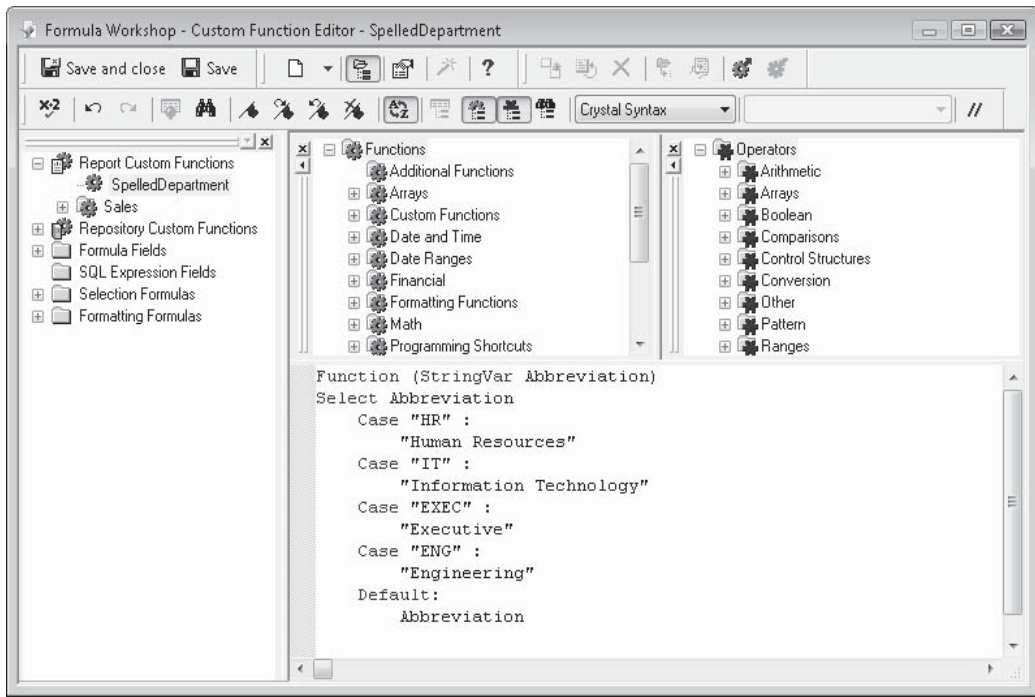 Formula Workshop - Custom Function Editor - SpelledDepartment
Save and close Save
?
x+2 A Z Crystal Syntax //
Report Custom Functions
SpelledDepartment
Sales
Repository Custom Functions
Formula Fields
SQL Expression Fields
Selection Formulas
Formatting Formulas
Functions
Additional Functions
Arrays
Custom Functions
Date and Time
Date Ranges
Financial
Formatting Functions
Math
Programming Shortcuts
Operators
Arithmetic
Arrays
Boolean
Comparisons
Control Structures
Conversion
Other
Pattern
Ranges
Function (StringVar Abbreviation)
Select Abbreviation
Case "HR" :
"Human Resources"
Case "IT" :
"Information Technology"
Case "EXEC" :
"Executive"
Case "ENG" :
"Engineering"
Default:
Abbreviation